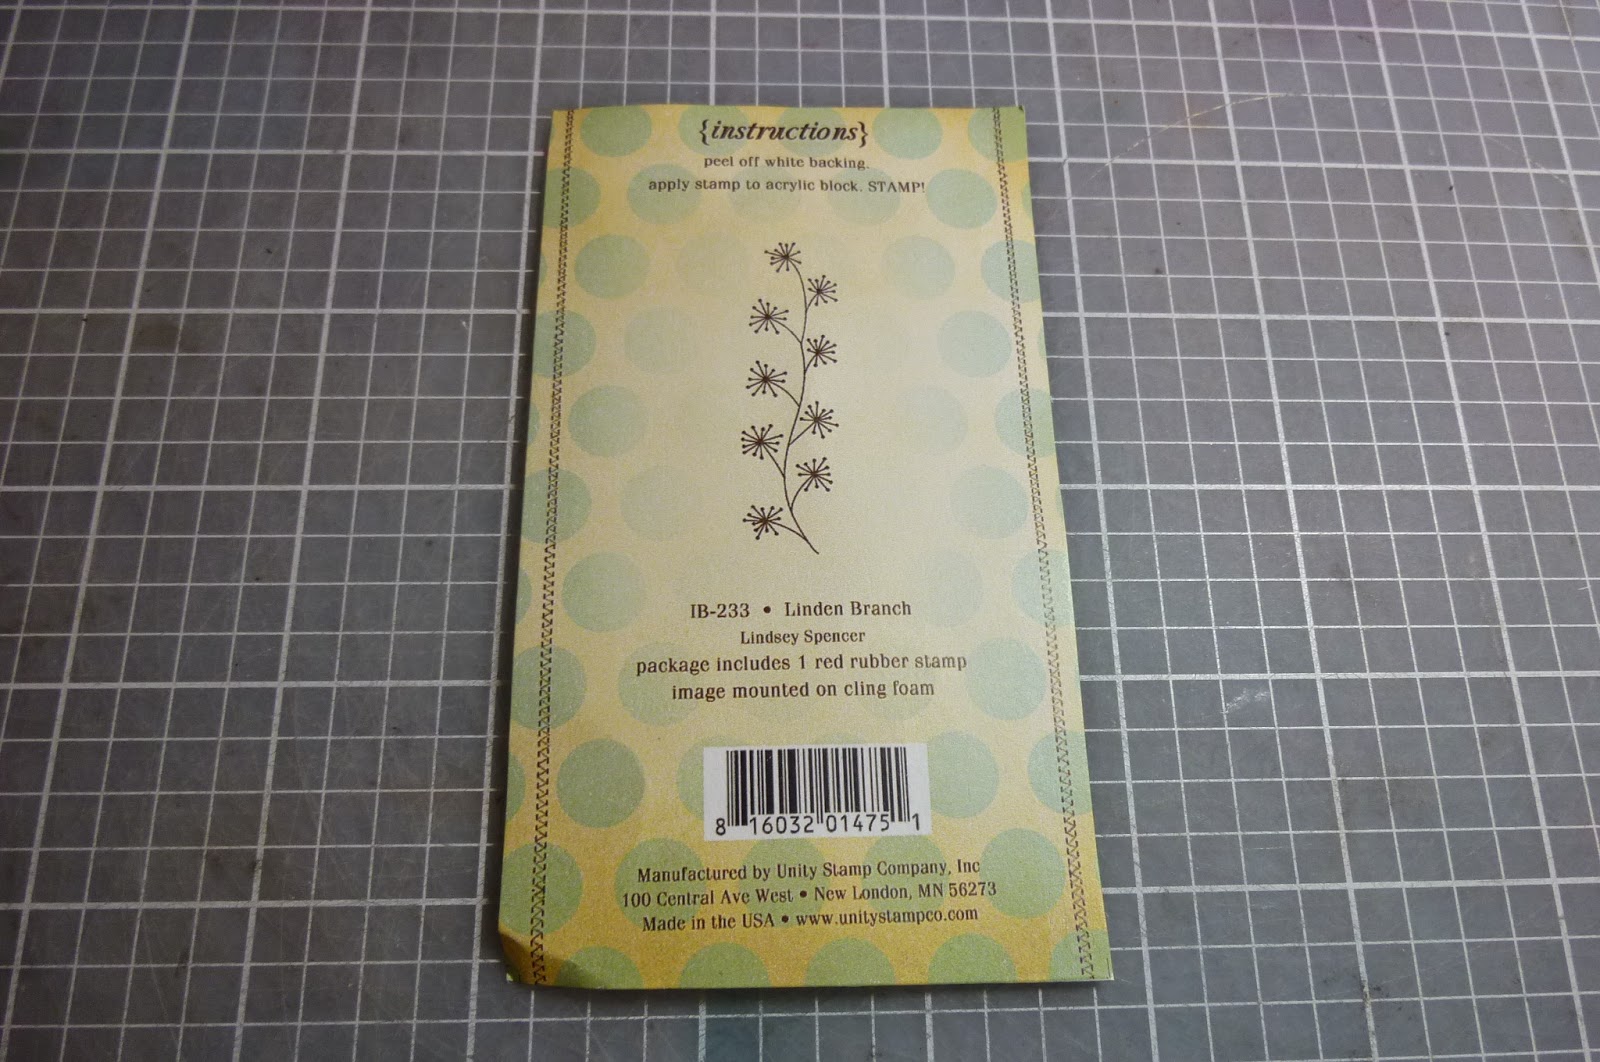 {instructions}
peel off white backing.
apply stamp to acrylic block. STAMP!
IB-233 • Linden Branch
Lindsey Spencer
package includes 1 red rubber stamp
image mounted on cling foam
8 16032 01475 1
Manufactured by Unity Stamp Company, Inc
100 Central Ave West • New London, MN 56273
Made in the USA • www.unitystampco.com